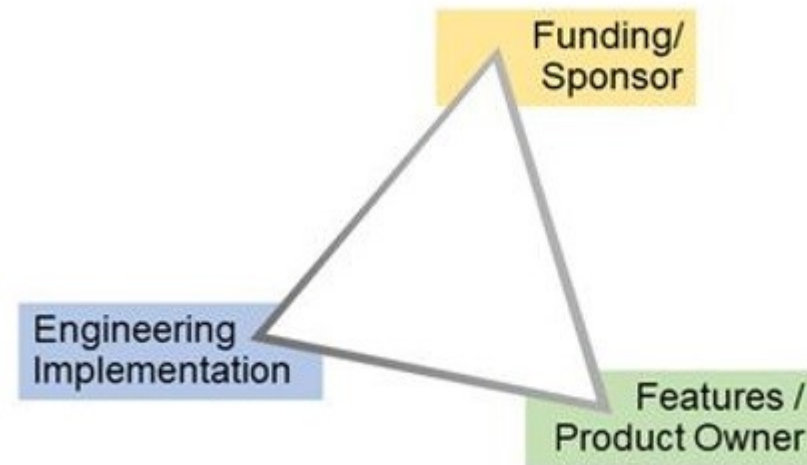 Funding/
Sponsor
Engineering
Implementation
Features /
Product Owner